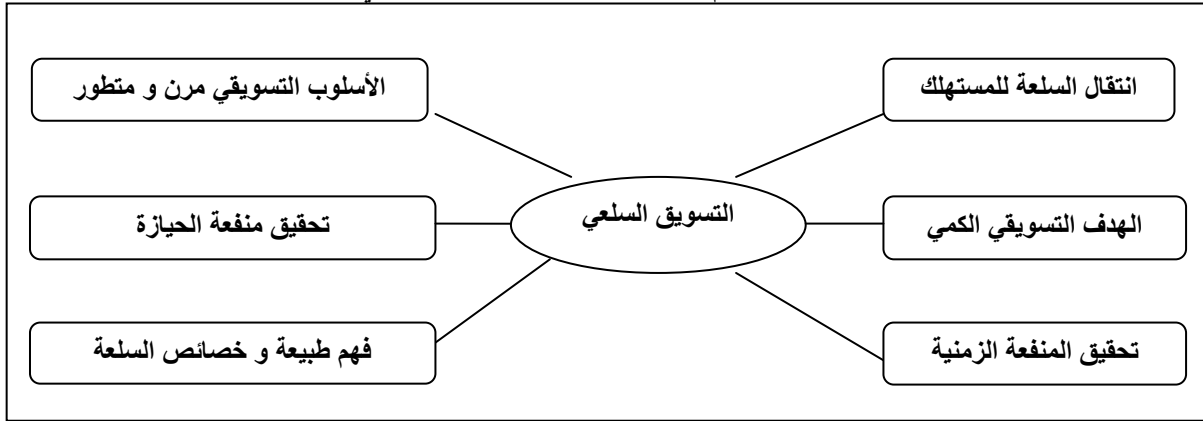 انتقال السلعة للمستهلك
الأسلوب التسويقي مرن و متطور
التسويق السلعي
الهدف التسويقي الكمي
تحقيق منفعة الحيازة
تحقيق المنفعة الزمنية
فهم طبيعة و خصائص السلعة